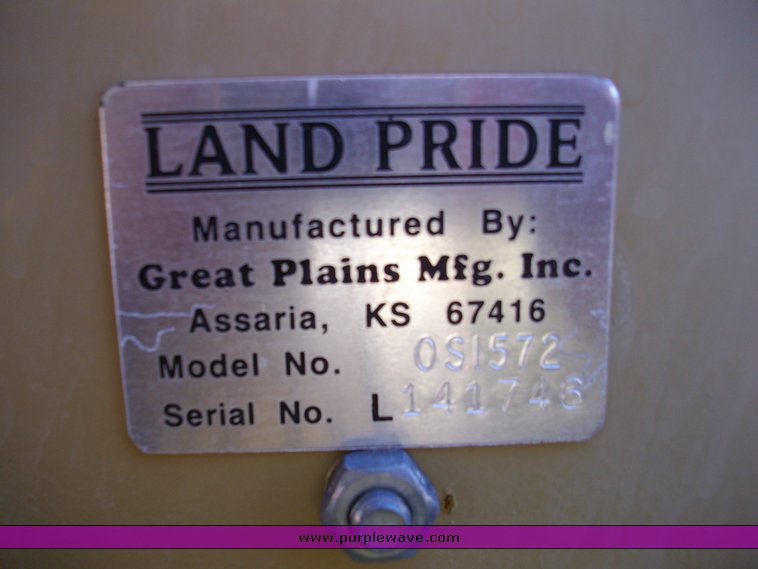 LAND PRIDE
Manufactured By:
Great Plains Mfg. Inc.
Assaria, KS 67416
Model No. OS1572
Serial No. L 141746
www.purplewave.com